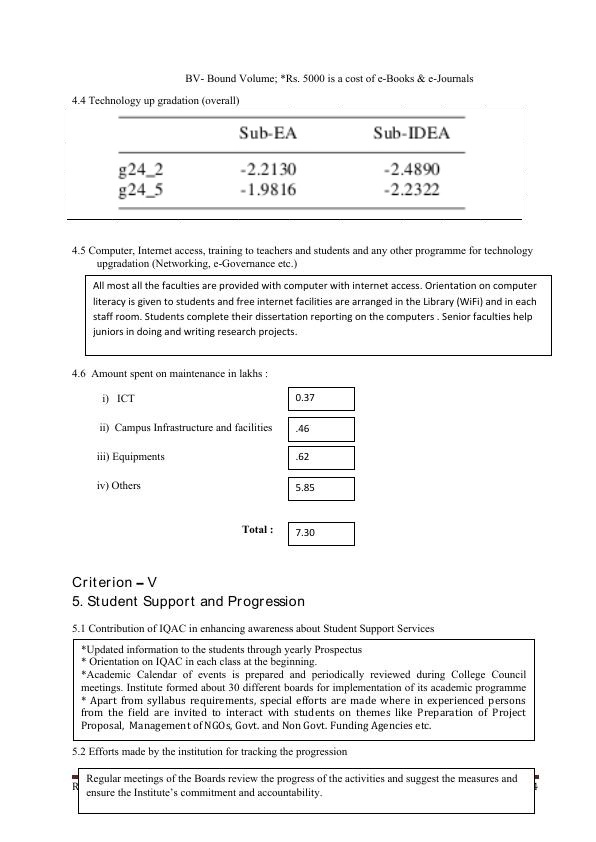 BV- Bound Volume; *Rs. 5000 is a cost of e-Books & e-Journals
4.4 Technology up gradation (overall)
Sub-EA Sub-IDEA
g24_2 -2.2130 -2.4890
g24_5 -1.9816 -2.2322
4.5 Computer, Internet access, training to teachers and students and any other programme for technology
upgradation (Networking, e-Governance etc.)
All most all the faculties are provided with computer with internet access. Orientation on computer
literacy is given to students and free internet facilities are arranged in the Library (WiFi) and in each
staff room. Students complete their dissertation reporting on the computers . Senior faculties help
juniors in doing and writing research projects.
4.6 Amount spent on maintenance in lakhs :
i) ICT 0.37
ii) Campus Infrastructure and facilities .46
iii) Equipments .62
iv) Others 5.85
Total : 7.30
Criterion – V
5. Student Support and Progression
5.1 Contribution of IQAC in enhancing awareness about Student Support Services
*Updated information to the students through yearly Prospectus
* Orientation on IQAC in each class at the beginning.
*Academic Calendar of events is prepared and periodically reviewed during College Council
meetings. Institute formed about 30 different boards for implementation of its academic programme
* Apart from syllabus requirements, special efforts are made where in experienced persons
from the field are invited to interact with students on themes like Preparation of Project
Proposal, Management of NGOs, Govt. and Non Govt. Funding Agencies etc.
5.2 Efforts made by the institution for tracking the progression
Regular meetings of the Boards review the progress of the activities and suggest the measures and
ensure the Institute's commitment and accountability.